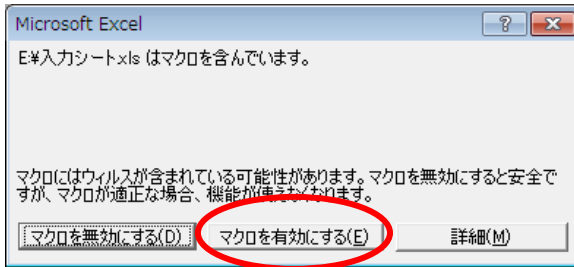 Microsoft Excel
E:¥入力シート.xls はマクロを含んでいます。
マクロにはウィルスが含まれている可能性があります。マクロを無効にすると安全で
すが、マクロが適正な場合、機能が使えなくなります。
マクロを無効にする(D) マクロを有効にする(E) 詳細(M)